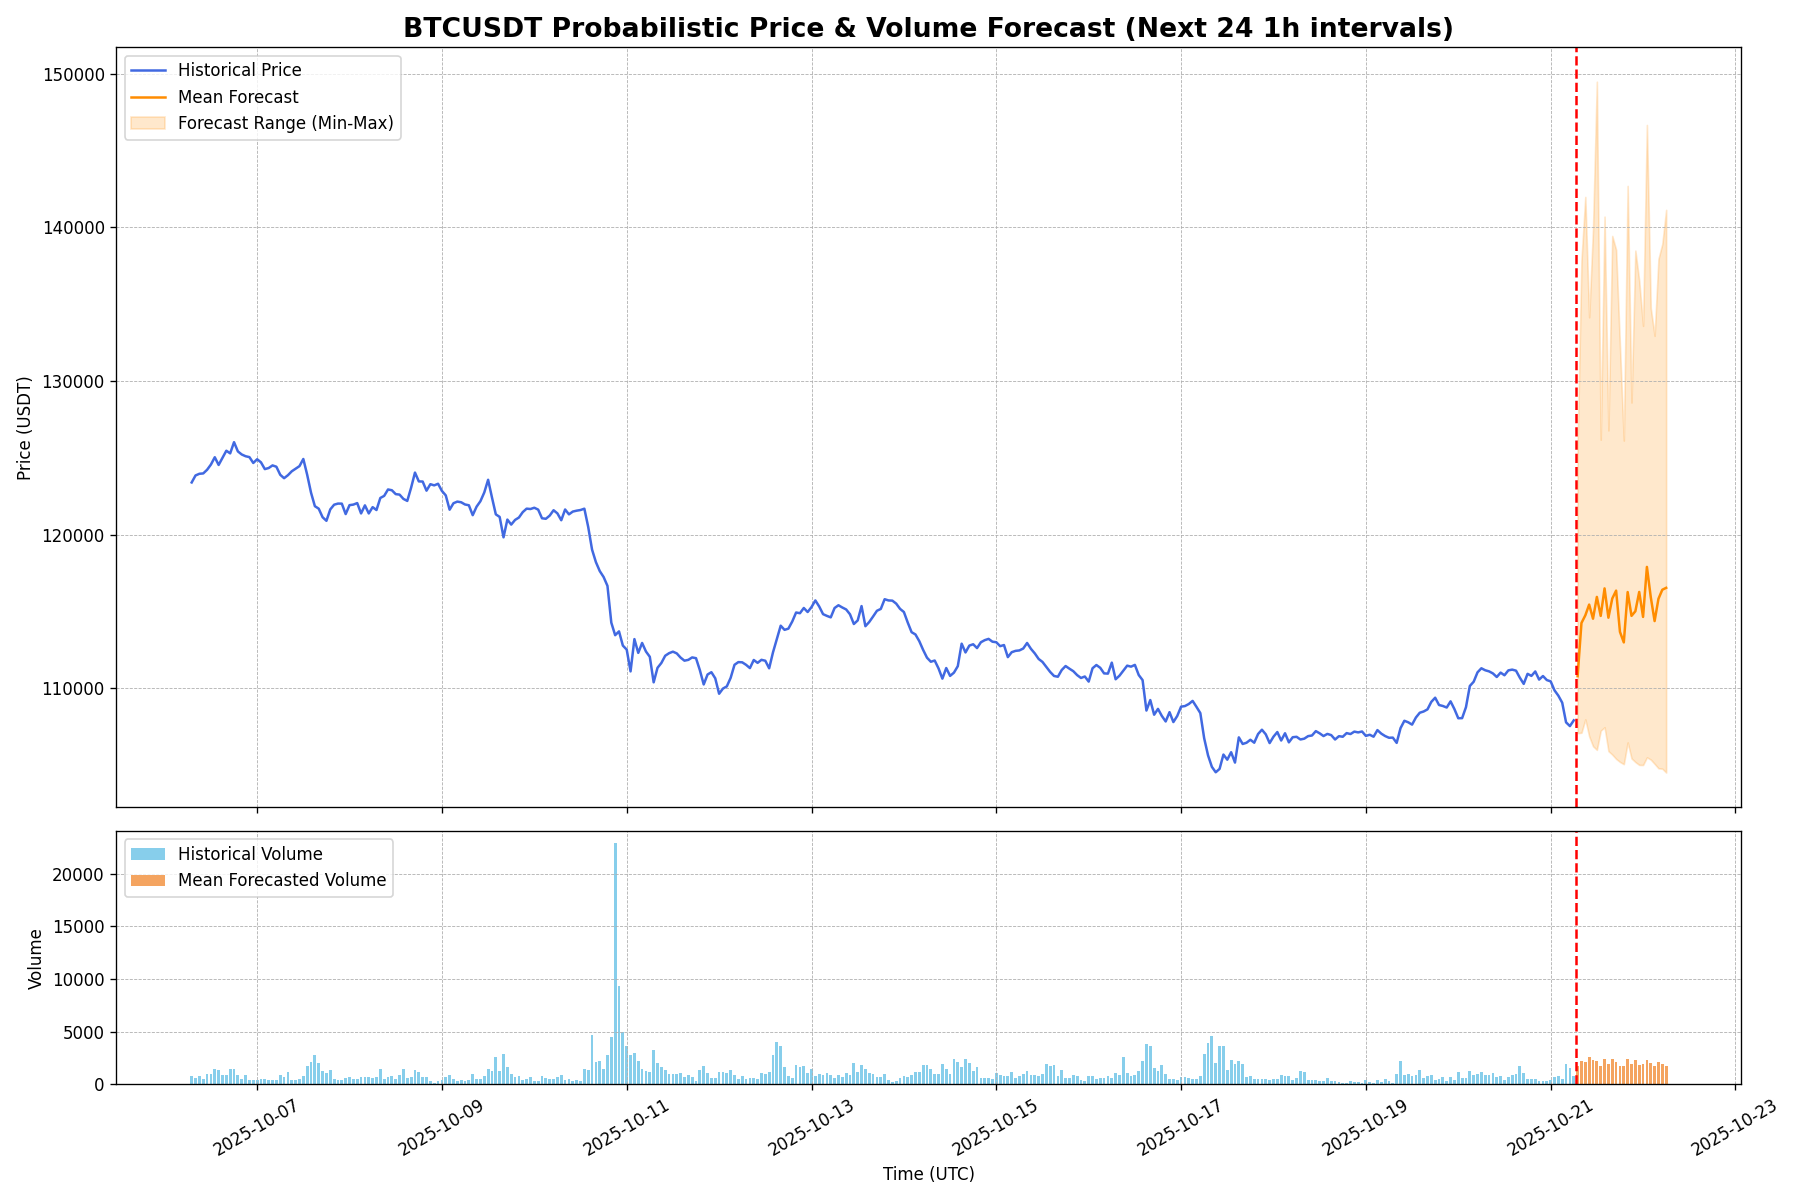 BTCUSDT Probabilistic Price & Volume Forecast (Next 24 1h intervals)
Historical Price
Mean Forecast
Forecast Range (Min-Max)
150000
140000
130000
120000
110000
Price (USDT)
Historical Volume
Mean Forecasted Volume
20000
15000
10000
5000
0
Volume
2025-10-07
2025-10-09
2025-10-11
2025-10-13
2025-10-15
2025-10-17
2025-10-19
2025-10-21
2025-10-23
Time (UTC)